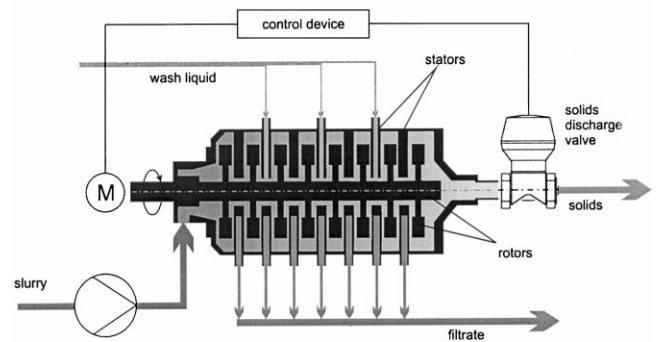 control device
wash liquid
stators
solids
discharge
valve
M
solids
rotors
slurry
filtrate